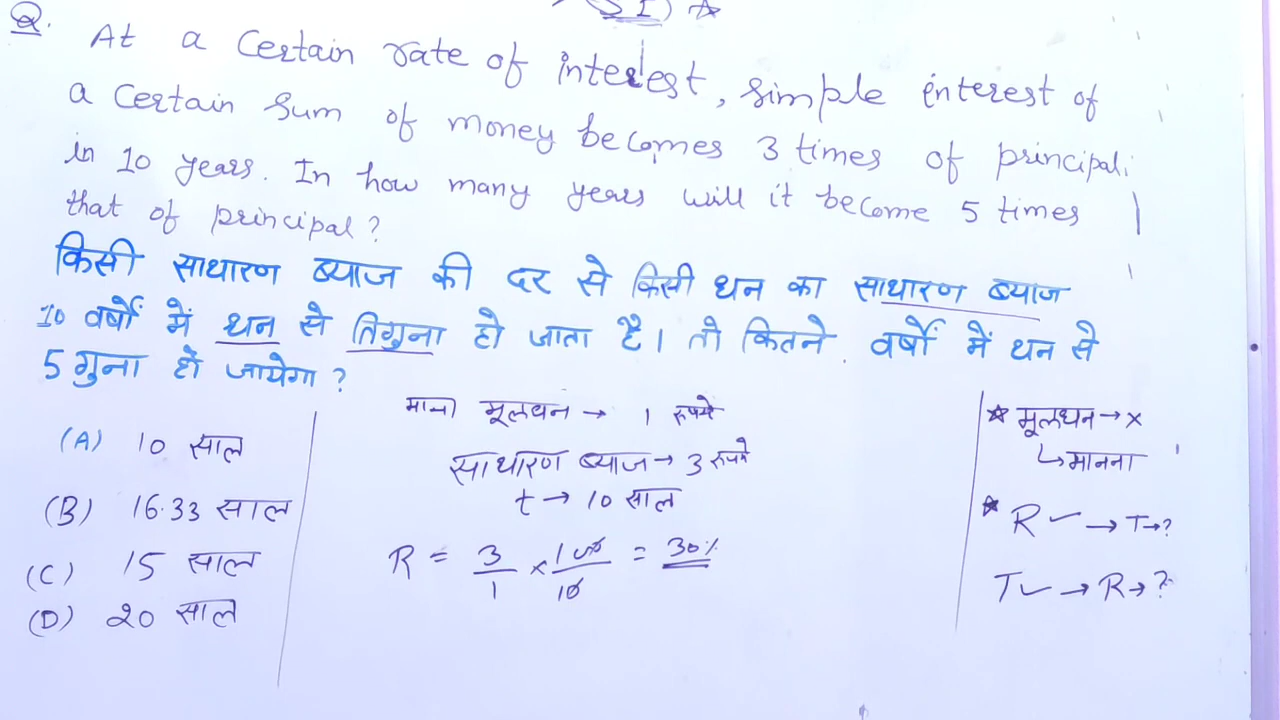 (SI) ☆
Q. At a Certain rate of interest, simple interest of
a Certain Sum of money becomes 3 times of principal.
in 10 years. In how many years will it become 5 times
that of principal?
किसी साधारण ब्याज की दर से किसी धन का साधारण ब्याज
10 वर्षों में धन से तिगुना हो जाता है। तो कितने वर्षों में धन से
5 गुना हो जायेगा?
(A) 10 साल
(B) 16.33 साल
(C) 15 साल
(D) 20 साल
माना मूलधन → 1 रुपये
साधारण ब्याज → 3 रुपये
t → 10 साल
R = 3/1 × 100/10 = 30%
☆ मूलधन → x
↳ मानना
☆ R ✓ → T → ?
T ✓ → R → ?